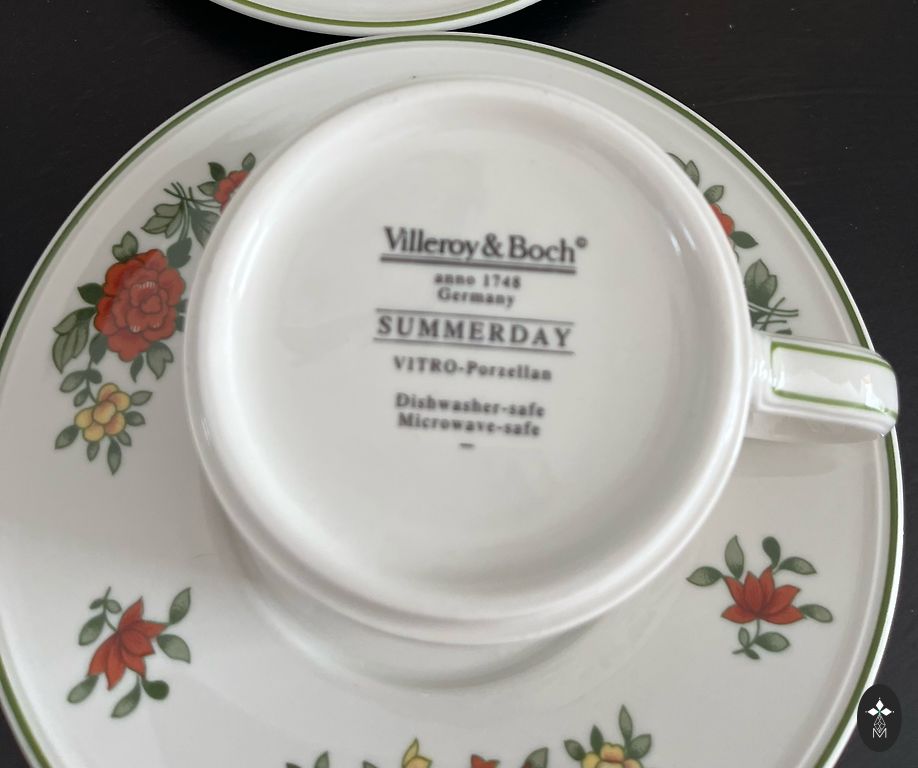 Villeroy & Boch©
anno 1748
Germany
SUMMERDAY
VITRO-Porzellan
Dishwasher-safe
Microwave-safe
M